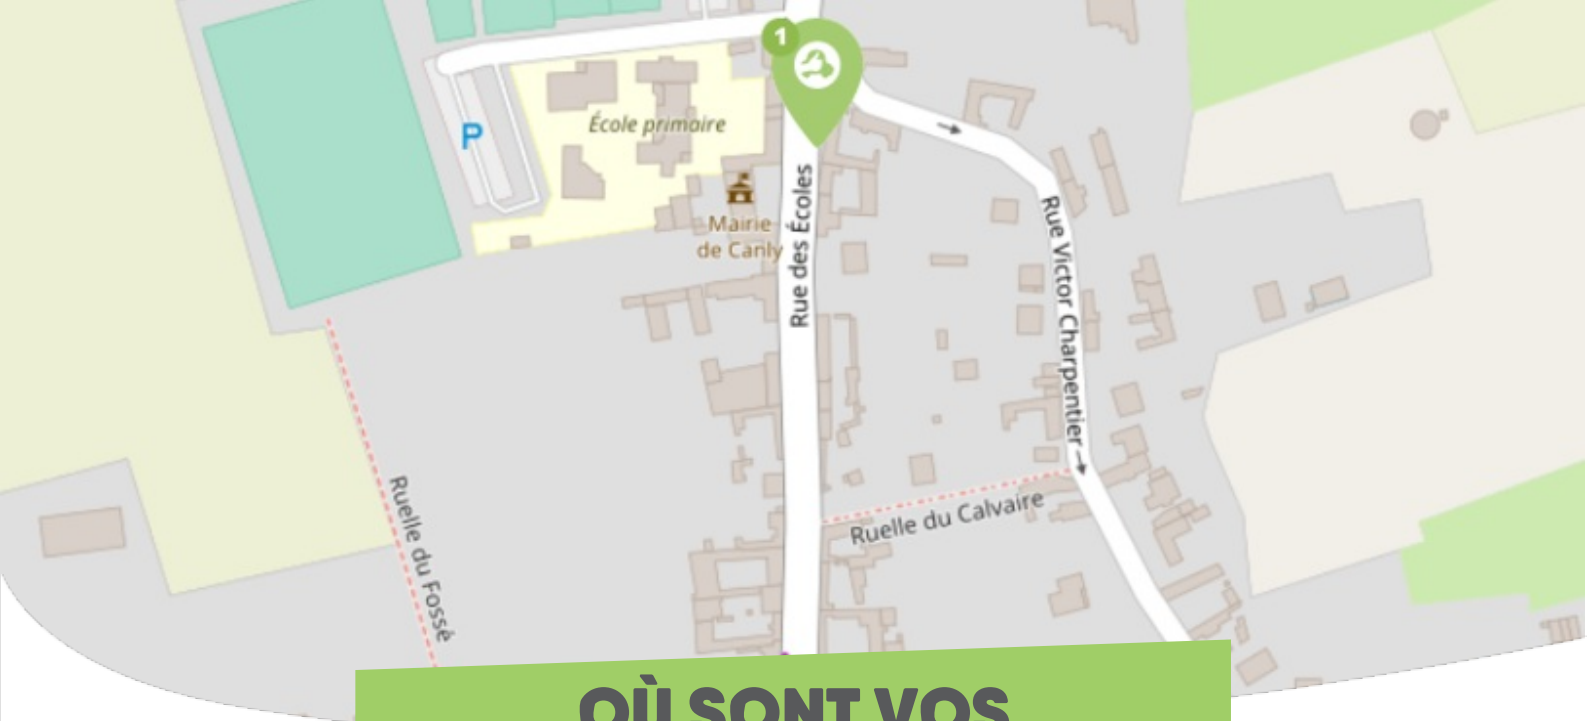 1
École primaire
P
Mairie
de Canly
Rue des Écoles
Rue Victor Charpentier
Ruelle du Calvaire
Ruelle du Fossé
OÙ SONT VOS